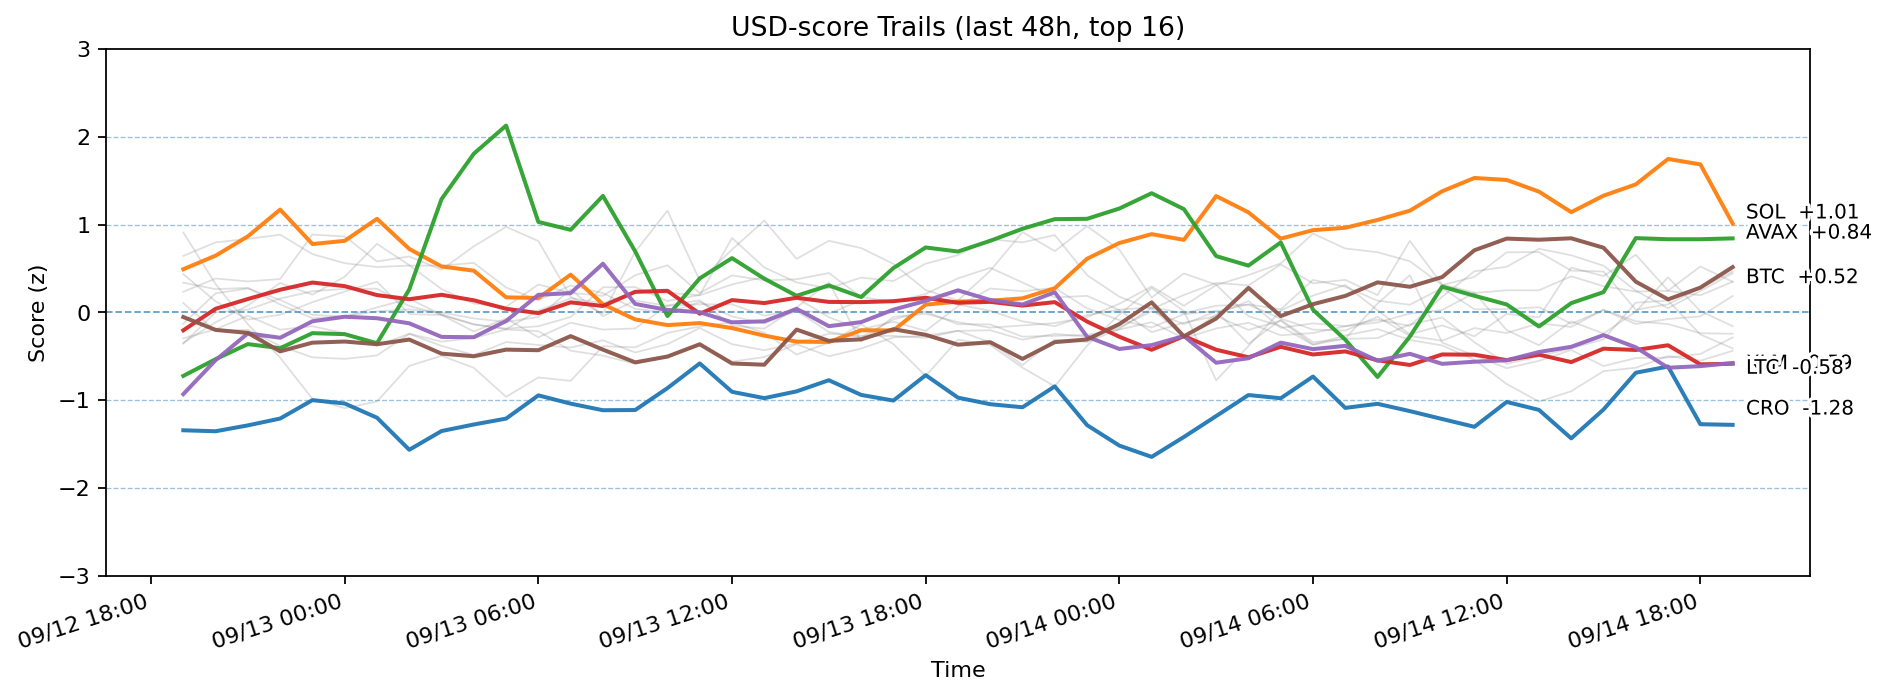 USD-score Trails (last 48h, top 16)
Score (z)
3
2
1
0
−1
−2
−3
SOL +1.01
AVAX +0.84
BTC +0.52
LTC -0.58
CRO -1.28
09/12 18:00
09/13 00:00
09/13 06:00
09/13 12:00
09/13 18:00
09/14 00:00
09/14 06:00
09/14 12:00
09/14 18:00
Time